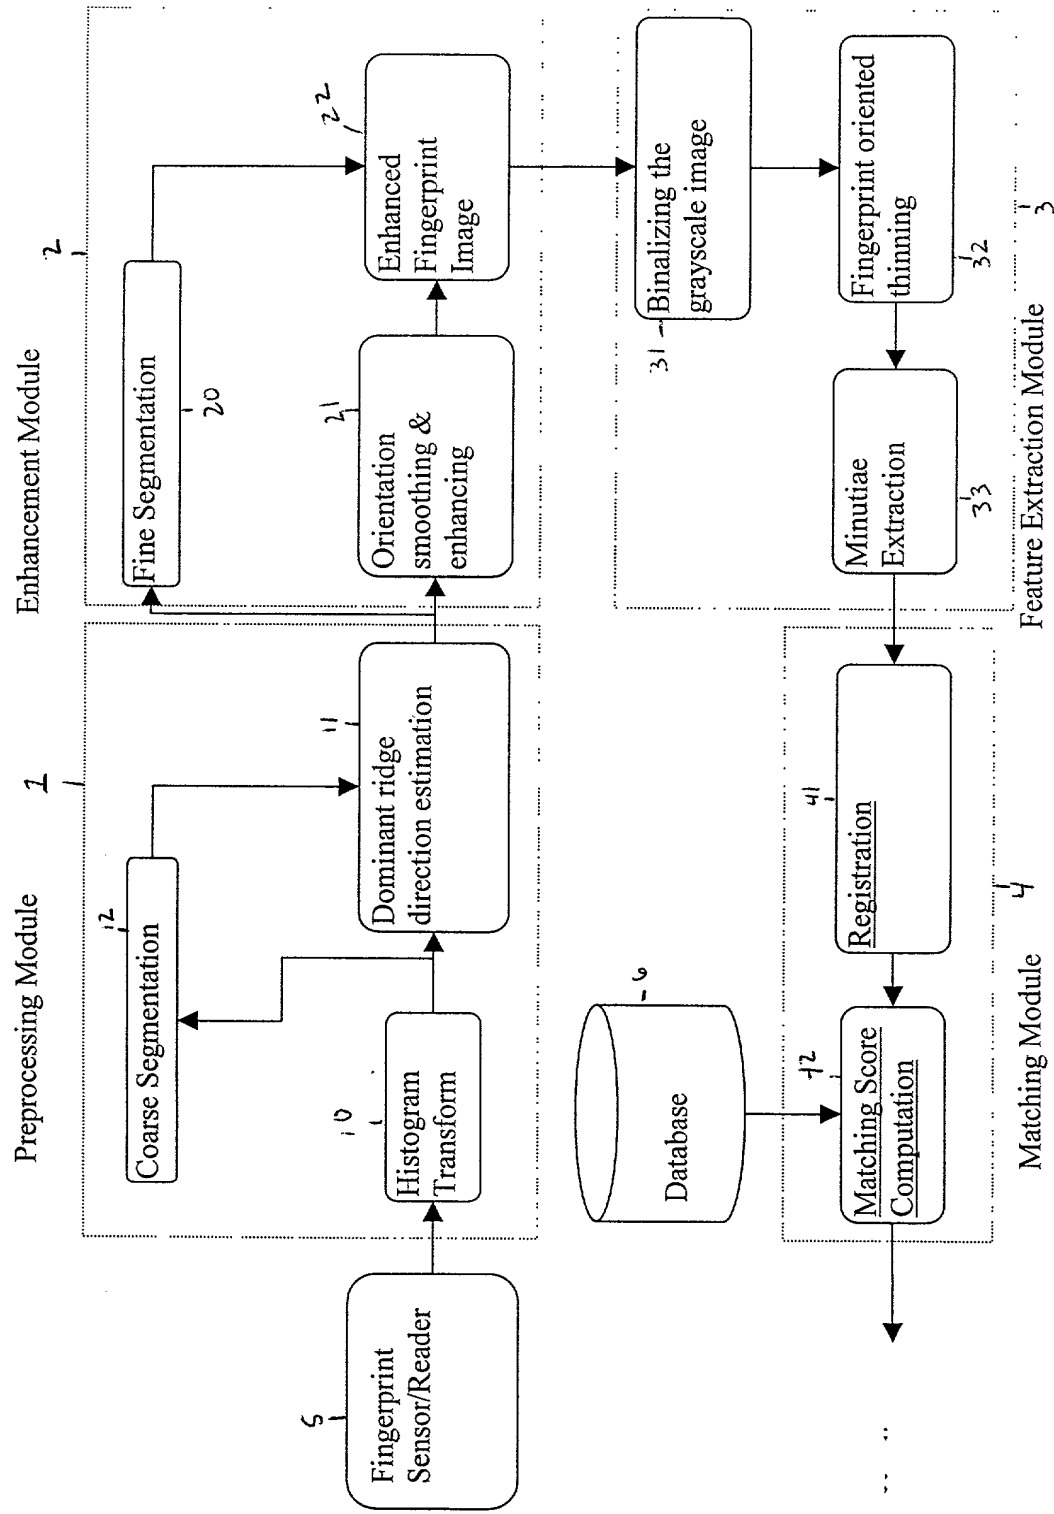 Preprocessing Module
1
Enhancement Module
2
Coarse Segmentation
12
Fine Segmentation
20
Fingerprint
Sensor/Reader
5
Histogram
Transform
10
Dominant ridge
direction estimation
11
Orientation
smoothing &
enhancing
21
Enhanced
Fingerprint
Image
22
Database
6
Binalizing the
grayscale image
31
Matching Score
Computation
42
Registration
41
Minutiae
Extraction
33
Fingerprint oriented
thinning
32
Matching Module
4
Feature Extraction Module
3